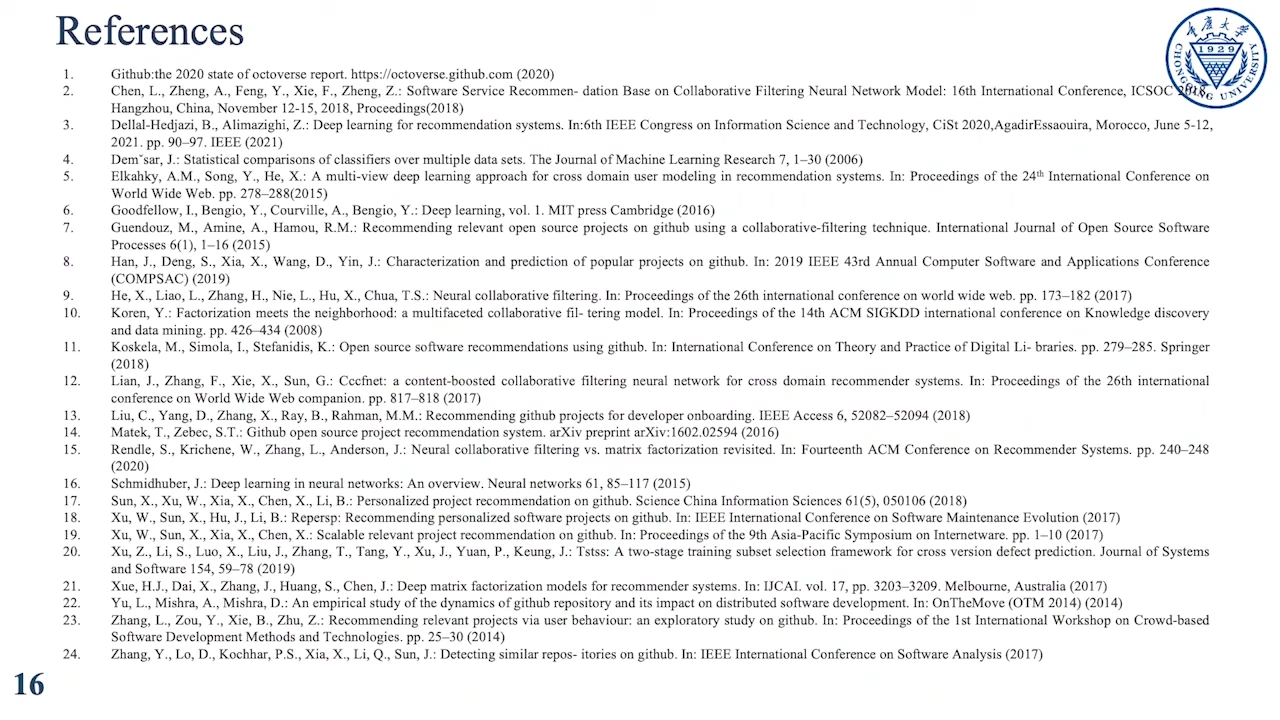 References
重庆大学
1929
CHONGQING UNIVERSITY
1. Github:the 2020 state of octoverse report. https://octoverse.github.com (2020)
2. Chen, L., Zheng, A., Feng, Y., Xie, F., Zheng, Z.: Software Service Recommen- dation Base on Collaborative Filtering Neural Network Model: 16th International Conference, ICSOC 2018,
Hangzhou, China, November 12-15, 2018, Proceedings(2018)
3. Dellal-Hedjazi, B., Alimazighi, Z.: Deep learning for recommendation systems. In:6th IEEE Congress on Information Science and Technology, CiSt 2020,AgadirEssaouira, Morocco, June 5-12,
2021. pp. 90–97. IEEE (2021)
4. Demˇsar, J.: Statistical comparisons of classifiers over multiple data sets. The Journal of Machine Learning Research 7, 1–30 (2006)
5. Elkahky, A.M., Song, Y., He, X.: A multi-view deep learning approach for cross domain user modeling in recommendation systems. In: Proceedings of the 24th International Conference on
World Wide Web. pp. 278–288(2015)
6. Goodfellow, I., Bengio, Y., Courville, A., Bengio, Y.: Deep learning, vol. 1. MIT press Cambridge (2016)
7. Guendouz, M., Amine, A., Hamou, R.M.: Recommending relevant open source projects on github using a collaborative-filtering technique. International Journal of Open Source Software
Processes 6(1), 1–16 (2015)
8. Han, J., Deng, S., Xia, X., Wang, D., Yin, J.: Characterization and prediction of popular projects on github. In: 2019 IEEE 43rd Annual Computer Software and Applications Conference
(COMPSAC) (2019)
9. He, X., Liao, L., Zhang, H., Nie, L., Hu, X., Chua, T.S.: Neural collaborative filtering. In: Proceedings of the 26th international conference on world wide web. pp. 173–182 (2017)
10. Koren, Y.: Factorization meets the neighborhood: a multifaceted collaborative fil- tering model. In: Proceedings of the 14th ACM SIGKDD international conference on Knowledge discovery
and data mining. pp. 426–434 (2008)
11. Koskela, M., Simola, I., Stefanidis, K.: Open source software recommendations using github. In: International Conference on Theory and Practice of Digital Li- braries. pp. 279–285. Springer
(2018)
12. Lian, J., Zhang, F., Xie, X., Sun, G.: Cccfnet: a content-boosted collaborative filtering neural network for cross domain recommender systems. In: Proceedings of the 26th international
conference on World Wide Web companion. pp. 817–818 (2017)
13. Liu, C., Yang, D., Zhang, X., Ray, B., Rahman, M.M.: Recommending github projects for developer onboarding. IEEE Access 6, 52082–52094 (2018)
14. Matek, T., Zebec, S.T.: Github open source project recommendation system. arXiv preprint arXiv:1602.02594 (2016)
15. Rendle, S., Krichene, W., Zhang, L., Anderson, J.: Neural collaborative filtering vs. matrix factorization revisited. In: Fourteenth ACM Conference on Recommender Systems. pp. 240–248
(2020)
16. Schmidhuber, J.: Deep learning in neural networks: An overview. Neural networks 61, 85–117 (2015)
17. Sun, X., Xu, W., Xia, X., Chen, X., Li, B.: Personalized project recommendation on github. Science China Information Sciences 61(5), 050106 (2018)
18. Xu, W., Sun, X., Hu, J., Li, B.: Repersp: Recommending personalized software projects on github. In: IEEE International Conference on Software Maintenance Evolution (2017)
19. Xu, W., Sun, X., Xia, X., Chen, X.: Scalable relevant project recommendation on github. In: Proceedings of the 9th Asia-Pacific Symposium on Internetware. pp. 1–10 (2017)
20. Xu, Z., Li, S., Luo, X., Liu, J., Zhang, T., Tang, Y., Xu, J., Yuan, P., Keung, J.: Tstss: A two-stage training subset selection framework for cross version defect prediction. Journal of Systems
and Software 154, 59–78 (2019)
21. Xue, H.J., Dai, X., Zhang, J., Huang, S., Chen, J.: Deep matrix factorization models for recommender systems. In: IJCAI. vol. 17, pp. 3203–3209. Melbourne, Australia (2017)
22. Yu, L., Mishra, A., Mishra, D.: An empirical study of the dynamics of github repository and its impact on distributed software development. In: OnTheMove (OTM 2014) (2014)
23. Zhang, L., Zou, Y., Xie, B., Zhu, Z.: Recommending relevant projects via user behaviour: an exploratory study on github. In: Proceedings of the 1st International Workshop on Crowd-based
Software Development Methods and Technologies. pp. 25–30 (2014)
24. Zhang, Y., Lo, D., Kochhar, P.S., Xia, X., Li, Q., Sun, J.: Detecting similar repos- itories on github. In: IEEE International Conference on Software Analysis (2017)
16